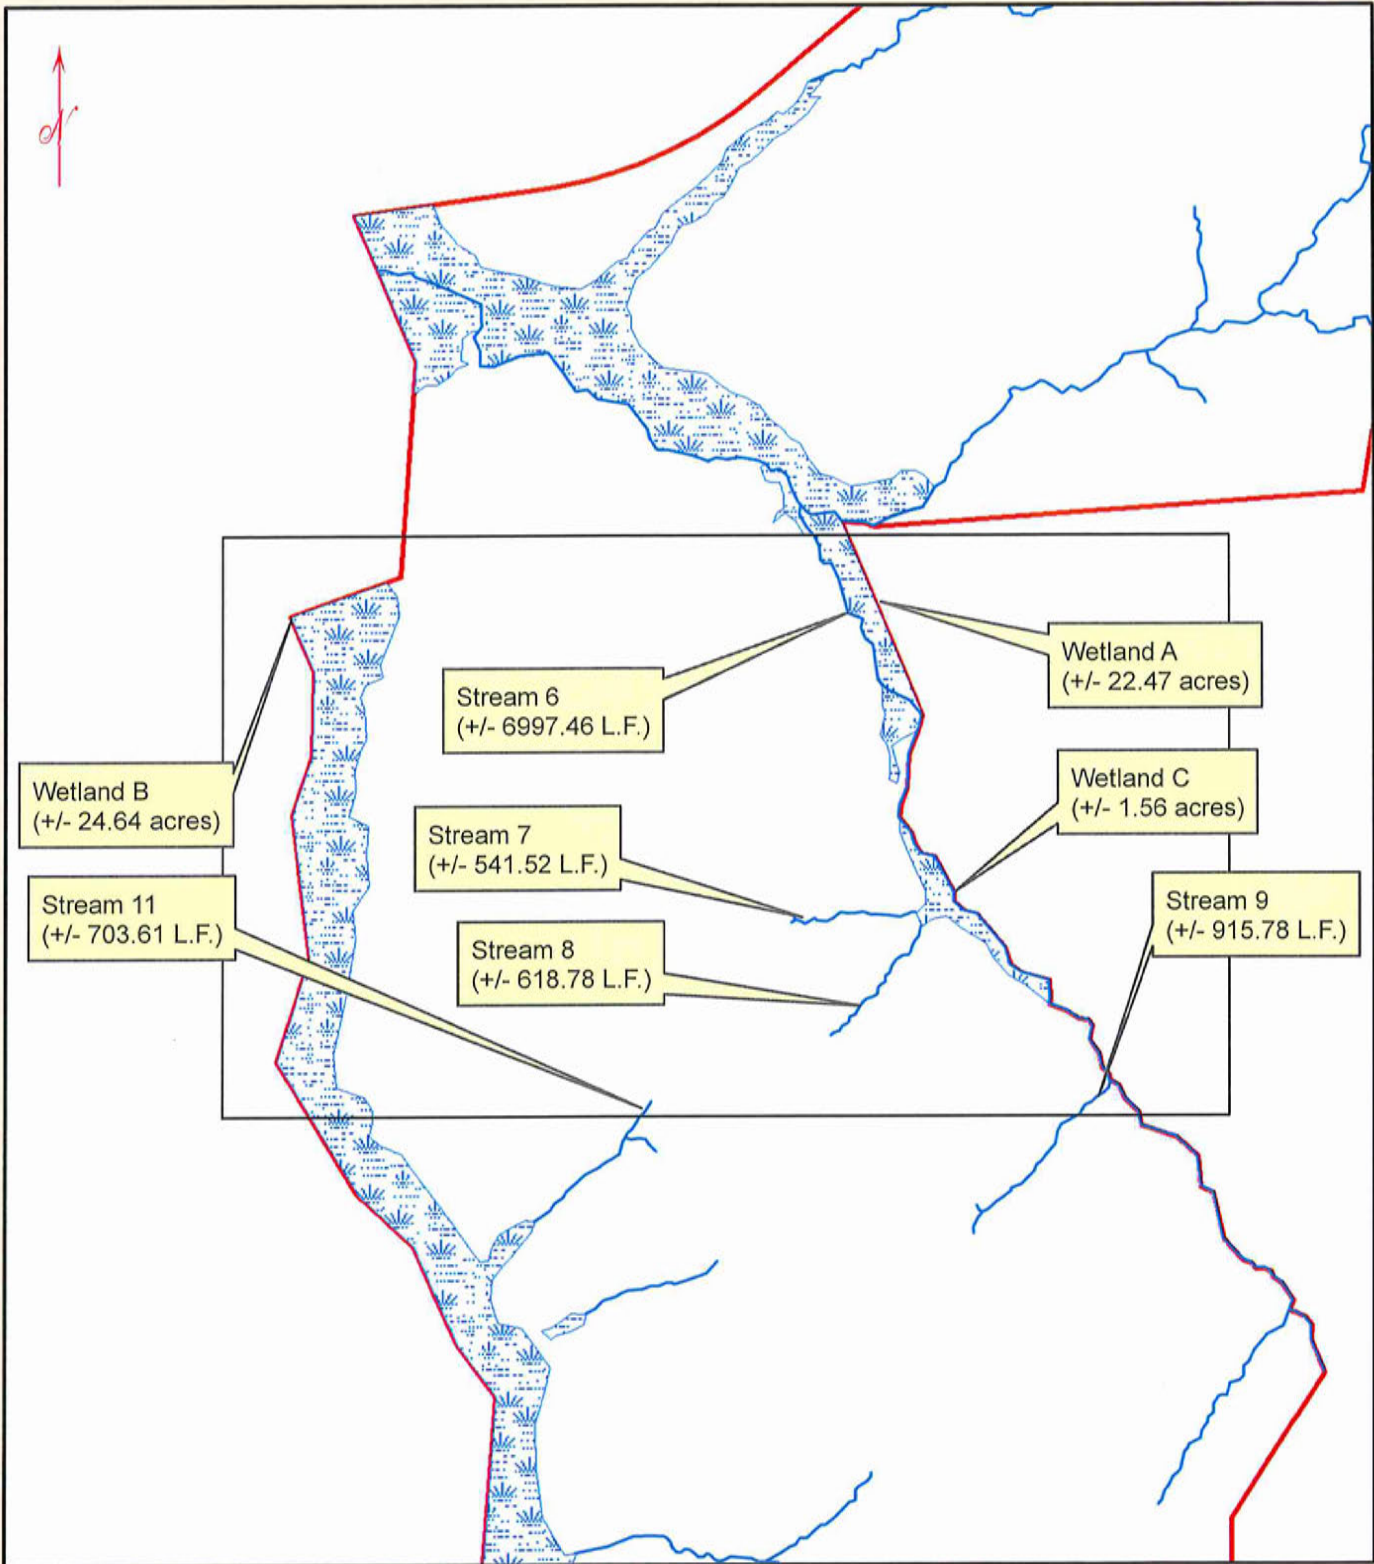 N
Wetland A
(+/- 22.47 acres)
Stream 6
(+/- 6997.46 L.F.)
Wetland B
(+/- 24.64 acres)
Wetland C
(+/- 1.56 acres)
Stream 7
(+/- 541.52 L.F.)
Stream 11
(+/- 703.61 L.F.)
Stream 9
(+/- 915.78 L.F.)
Stream 8
(+/- 618.78 L.F.)